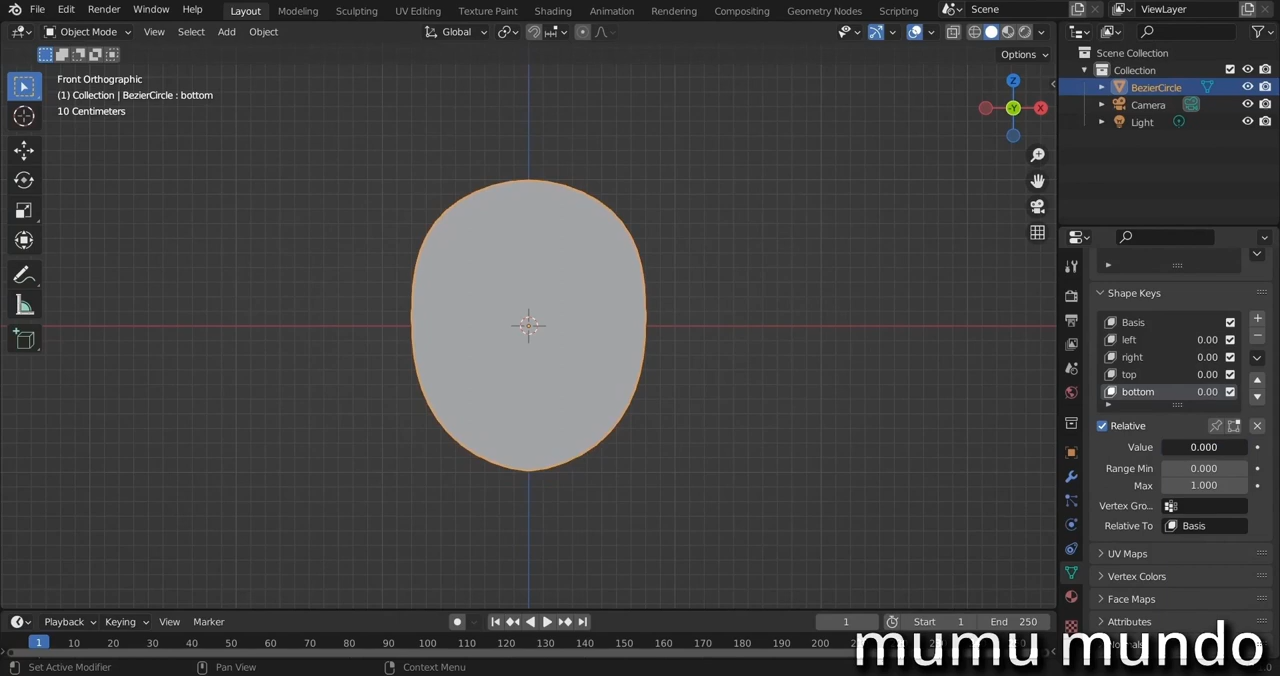 File Edit Render Window Help Layout Modeling Sculpting UV Editing Texture Paint Shading Animation Rendering Compositing Geometry Nodes Scripting Scene ViewLayer
Object Mode View Select Add Object Global
Options
Front Orthographic
(1) Collection | BezierCircle : bottom
10 Centimeters
Z
-Y
X
Scene Collection
Collection
BezierCircle
Camera
Light
Shape Keys
Basis
left 0.00
right 0.00
top 0.00
bottom 0.00
Relative
Value 0.000
Range Min 0.000
Max 1.000
Vertex Gro...
Relative To Basis
UV Maps
Vertex Colors
Face Maps
Attributes
Playback Keying View Marker 1 Start 1 End 250
1 10 20 30 40 50 60 70 80 90 100 110 120 130 140 150 160 170 180 190 200 210 220 230 240 250
mumu mundo
Set Active Modifier Pan View Context Menu